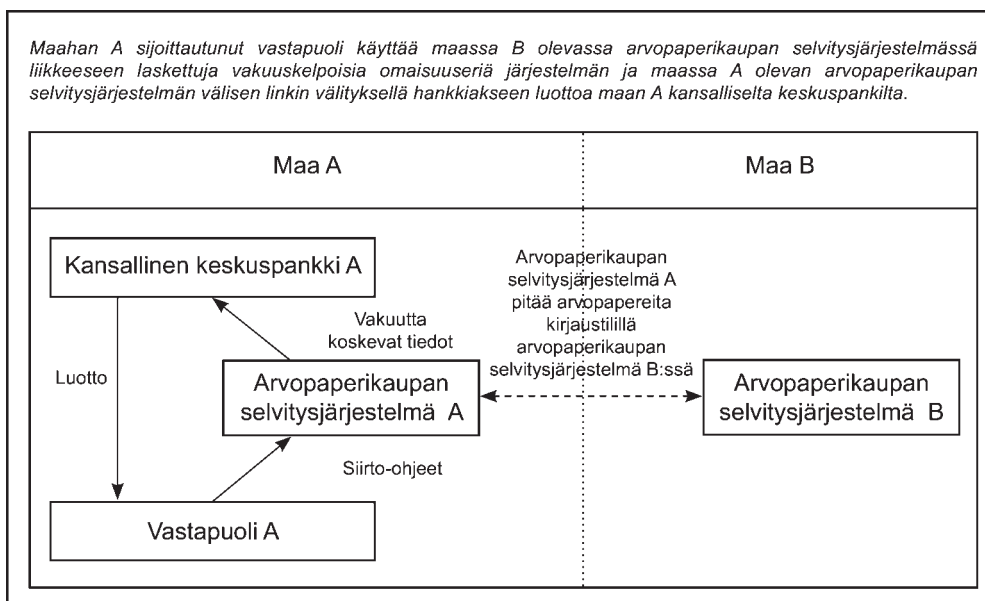 Maahan A sijoittautunut vastapuoli käyttää maassa B olevassa arvopaperikaupan selvitysjärjestelmässä
liikkeeseen laskettuja vakuuskelpoisia omaisuuseriä järjestelmän ja maassa A olevan arvopaperikaupan
selvitysjärjestelmän välisen linkin välityksellä hankkiakseen luottoa maan A kansalliselta keskuspankilta.
Maa A
Maa B
Kansallinen keskuspankki A
Arvopaperikaupan
selvitysjärjestelmä A
pitää arvopapereita
kirjaustilillä
arvopaperikaupan
selvitysjärjestelmä B:ssä
Vakuutta
koskevat tiedot
Luotto
Arvopaperikaupan
selvitysjärjestelmä A
Arvopaperikaupan
selvitysjärjestelmä B
Siirto-ohjeet
Vastapuoli A